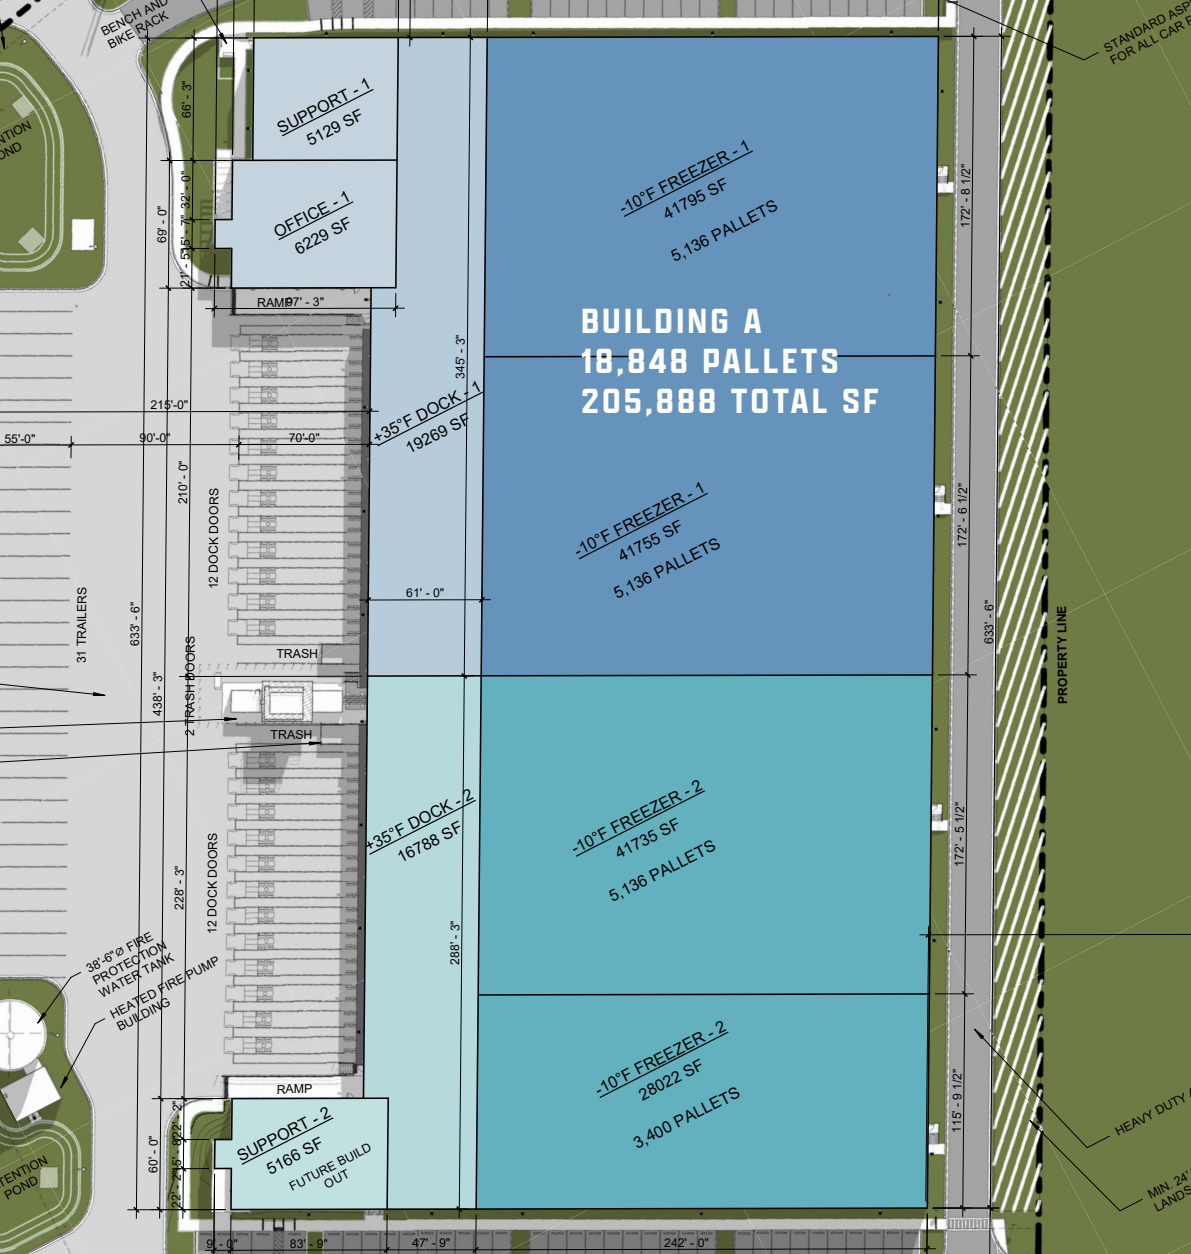 BENCH AND
BIKE RACK
STANDARD ASP
FOR ALL CAR P
66' - 3"
SUPPORT - 1
5129 SF
NTION
OND
-10°F FREEZER - 1
41795 SF
5,136 PALLETS
172' - 8 1/2"
32' - 0"
69' - 0"
OFFICE - 1
6229 SF
21' - 5"
RAMP
97' - 3"
BUILDING A
18,848 PALLETS
205,888 TOTAL SF
345' - 3"
215'-0"
+35°F DOCK - 1
19269 SF
55'-0"
90'-0"
70'-0"
210' - 0"
12 DOCK DOORS
-10°F FREEZER - 1
41755 SF
5,136 PALLETS
172' - 6 1/2"
61' - 0"
31 TRAILERS
633' - 6"
633' - 6"
PROPERTY LINE
TRASH
438' - 3"
2 TRASH DOORS
TRASH
+35°F DOCK - 2
16788 SF
-10°F FREEZER - 2
41735 SF
5,136 PALLETS
172' - 5 1/2"
12 DOCK DOORS
228' - 3"
288' - 3"
38'-6"⌀ FIRE
PROTECTION
WATER TANK
HEATED FIRE PUMP
BUILDING
-10°F FREEZER - 2
28022 SF
3,400 PALLETS
115' - 9 1/2"
RAMP
HEAVY DUTY
SUPPORT - 2
5166 SF
FUTURE BUILD
OUT
60' - 0"
TENTION
POND
MIN. 24'
LANDS
9' - 0"
83' - 9"
47' - 9"
242' - 0"